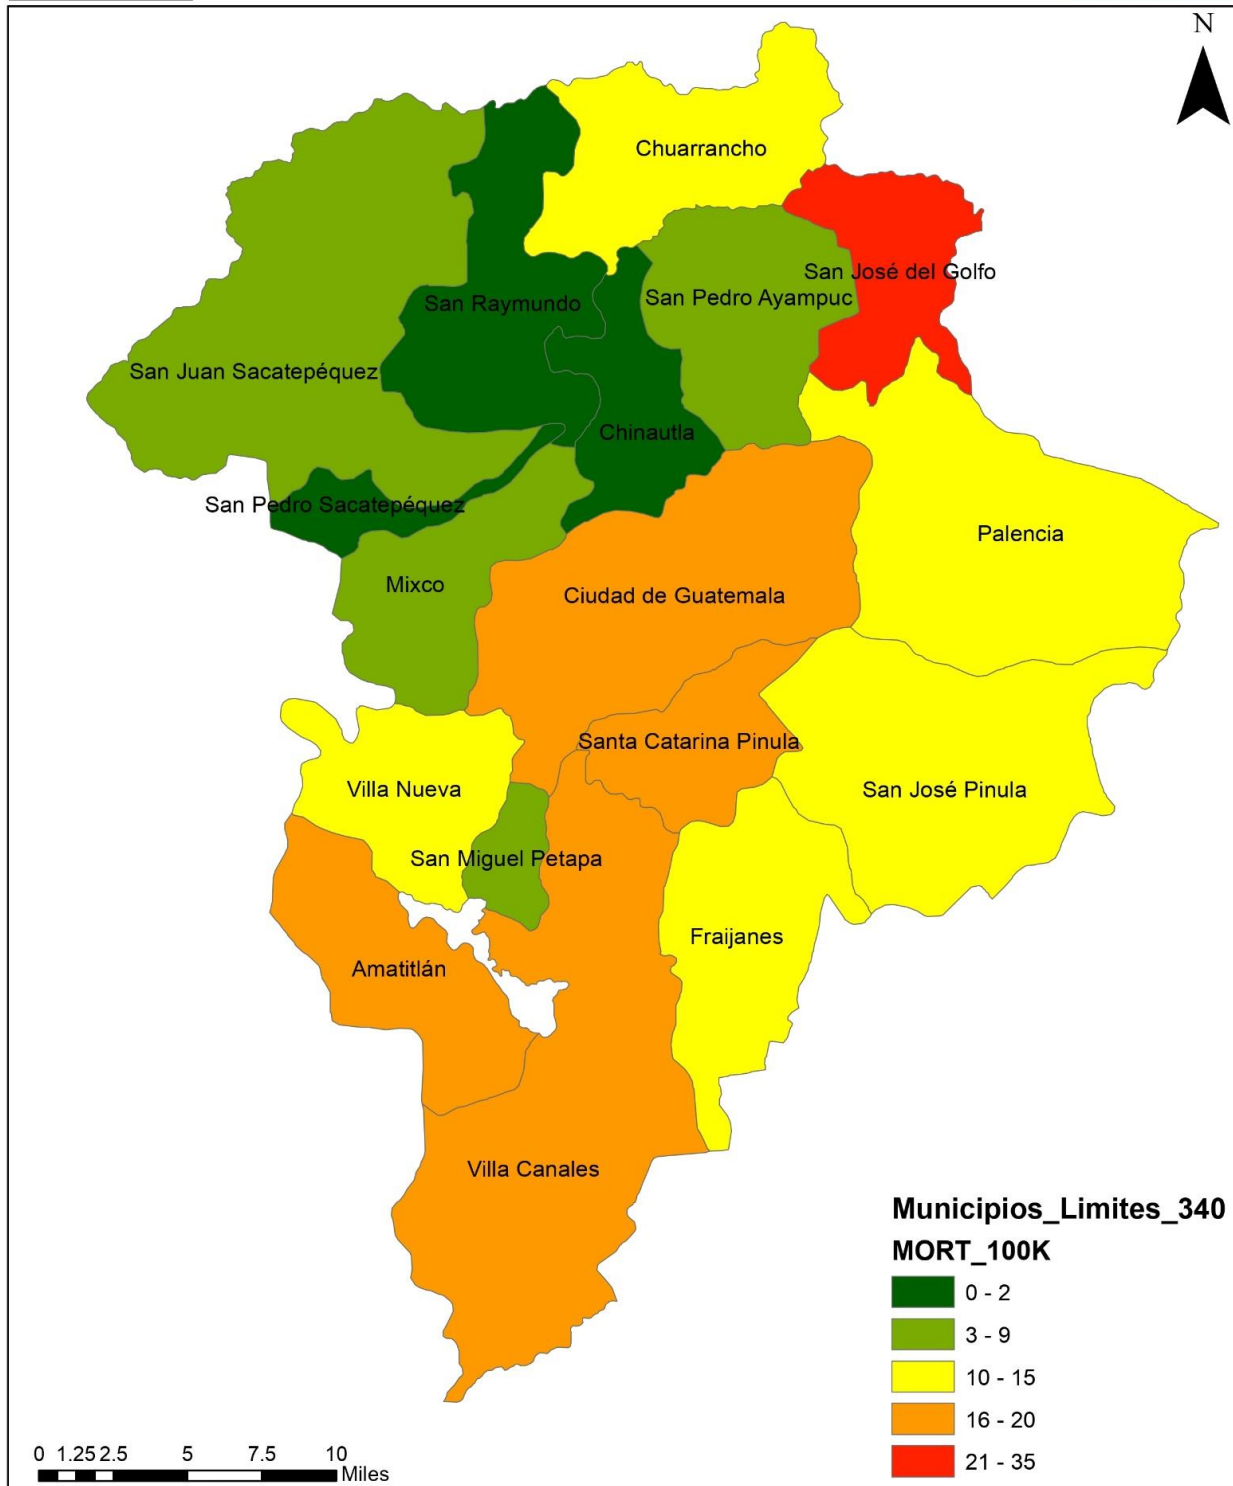 N
Chuarrancho
San José del Golfo
San Raymundo
San Pedro Ayampuc
San Juan Sacatepéquez
Chinautla
San Pedro Sacatepéquez
Palencia
Mixco
Ciudad de Guatemala
Santa Catarina Pinula
Villa Nueva
San José Pinula
San Miguel Petapa
Fraijanes
Amatitlán
Villa Canales
Municipios_Limites_340
MORT_100K
0 - 2
3 - 9
10 - 15
16 - 20
21 - 35
0 1.25 2.5 5 7.5 10
Miles